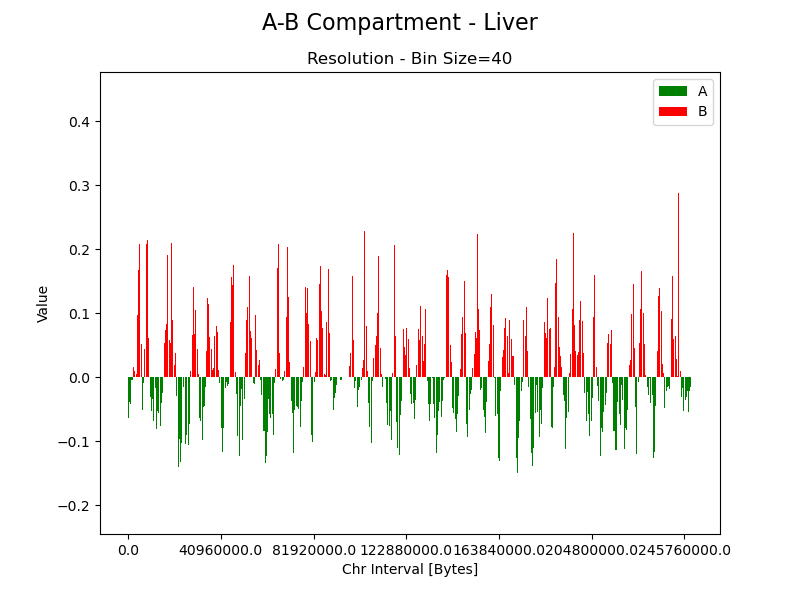 A-B Compartment - Liver
Resolution - Bin Size=40
A
B
Value
0.4
0.3
0.2
0.1
0.0
−0.1
−0.2
0.0 40960000.0 81920000.0 122880000.0 163840000.0 204800000.0 245760000.0
Chr Interval [Bytes]